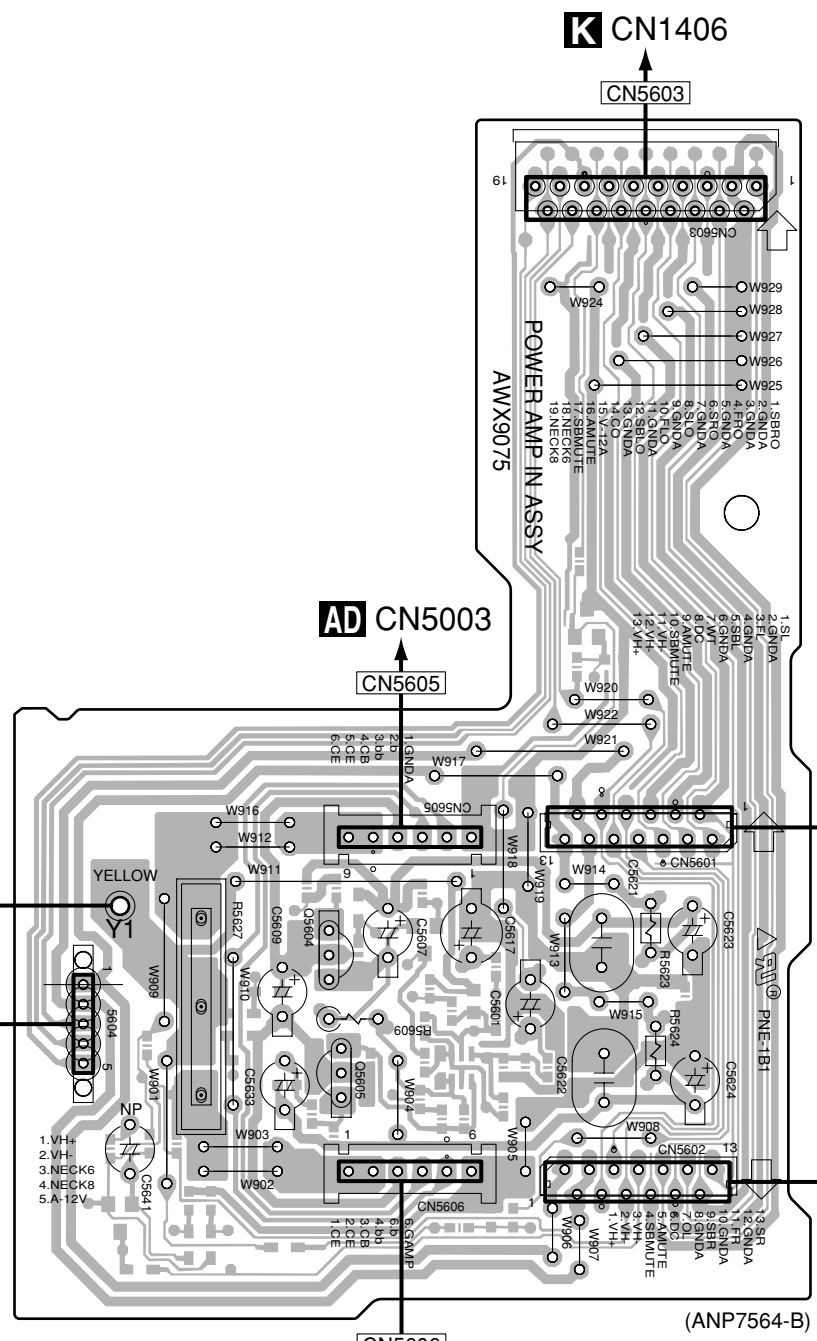 K CN1406
CN5603
19
1
CN5603
W924
W929
W928
W927
W926
W925
POWER AMP IN ASSY
AWX9075
1.SBRO
2.GNDA
3.GNDA
4.FRO
5.GNDA
6.SRO
7.GNDA
8.SLO
9.GNDA
10.FLO
11.GNDA
12.SBLO
13.GNDA
14.CO
15.V-12A
16.AMUTE
17.SBMUTE
18.NECK6
19.NECK8
AD CN5003
CN5605
1.SL
2.GNDA
3.FL
4.GNDA
5.SBL
6.GNDA
7.WT
8.DC
9.AMUTE
10.SBMUTE
11.VH-
12.VH-
13.VH+
W920
W922
W921
W917
1.GNDA
2.b
3.bb
4.CB
5.CE
6.CE
W916
W912
CN5605
6
1
W918
W919
13
1
CN5601
W911
W914
C5621
YELLOW
Y1
R5627
C5609
Q5604
C5607
C5617
W913
R5623
C5623
W909
W910
C5601
W915
R5624
PNE-1B1
1
5604
5
R5609
C5622
C5624
W901
C5633
Q5605
W904
NP
C5641
1.VH+
2.VH-
3.NECK6
4.NECK8
5.A-12V
W903
W902
1
6
CN5606
W905
W908
CN5602
13
1
1.CE
2.CE
3.CB
4.bb
6.b
6.GAMP
W906
W907
1.VH+
2.VH-
3.VH-
4.SBMUTE
5.AMUTE
6.DC
7.OL
8.GNDA
9.SBR
10.GNDA
11.FR
12.GNDA
13.SR
(ANP7564-B)